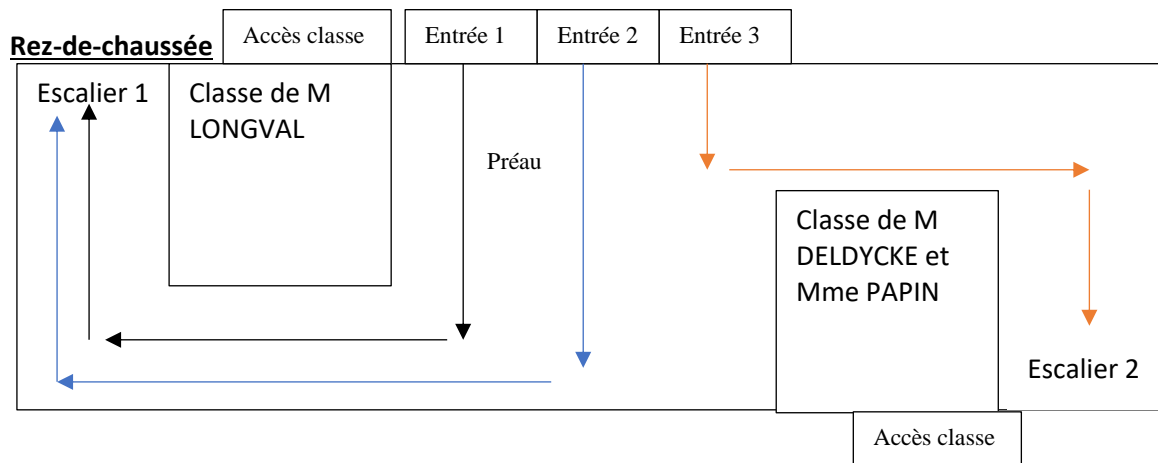 Rez-de-chaussée
Accès classe
Entrée 1
Entrée 2
Entrée 3
Escalier 1
Classe de M
LONGVAL
Préau
Classe de M
DELDYCKE et
Mme PAPIN
Escalier 2
Accès classe